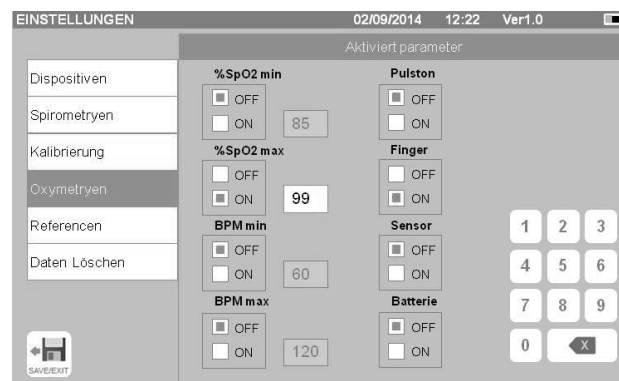 EINSTELLUNGEN 02/09/2014 12:22 Ver1.0
Aktiviert parameter
Dispositiven
Spirometryen
Kalibrierung
Oxymetryen
Referencen
Daten Löschen
SAVE/EXIT
%SpO2 min
OFF
ON 85
%SpO2 max
OFF
ON 99
BPM min
OFF
ON 60
BPM max
OFF
ON 120
Pulston
OFF
ON
Finger
OFF
ON
Sensor
OFF
ON
Batterie
OFF
ON
1 2 3
4 5 6
7 8 9
0 X